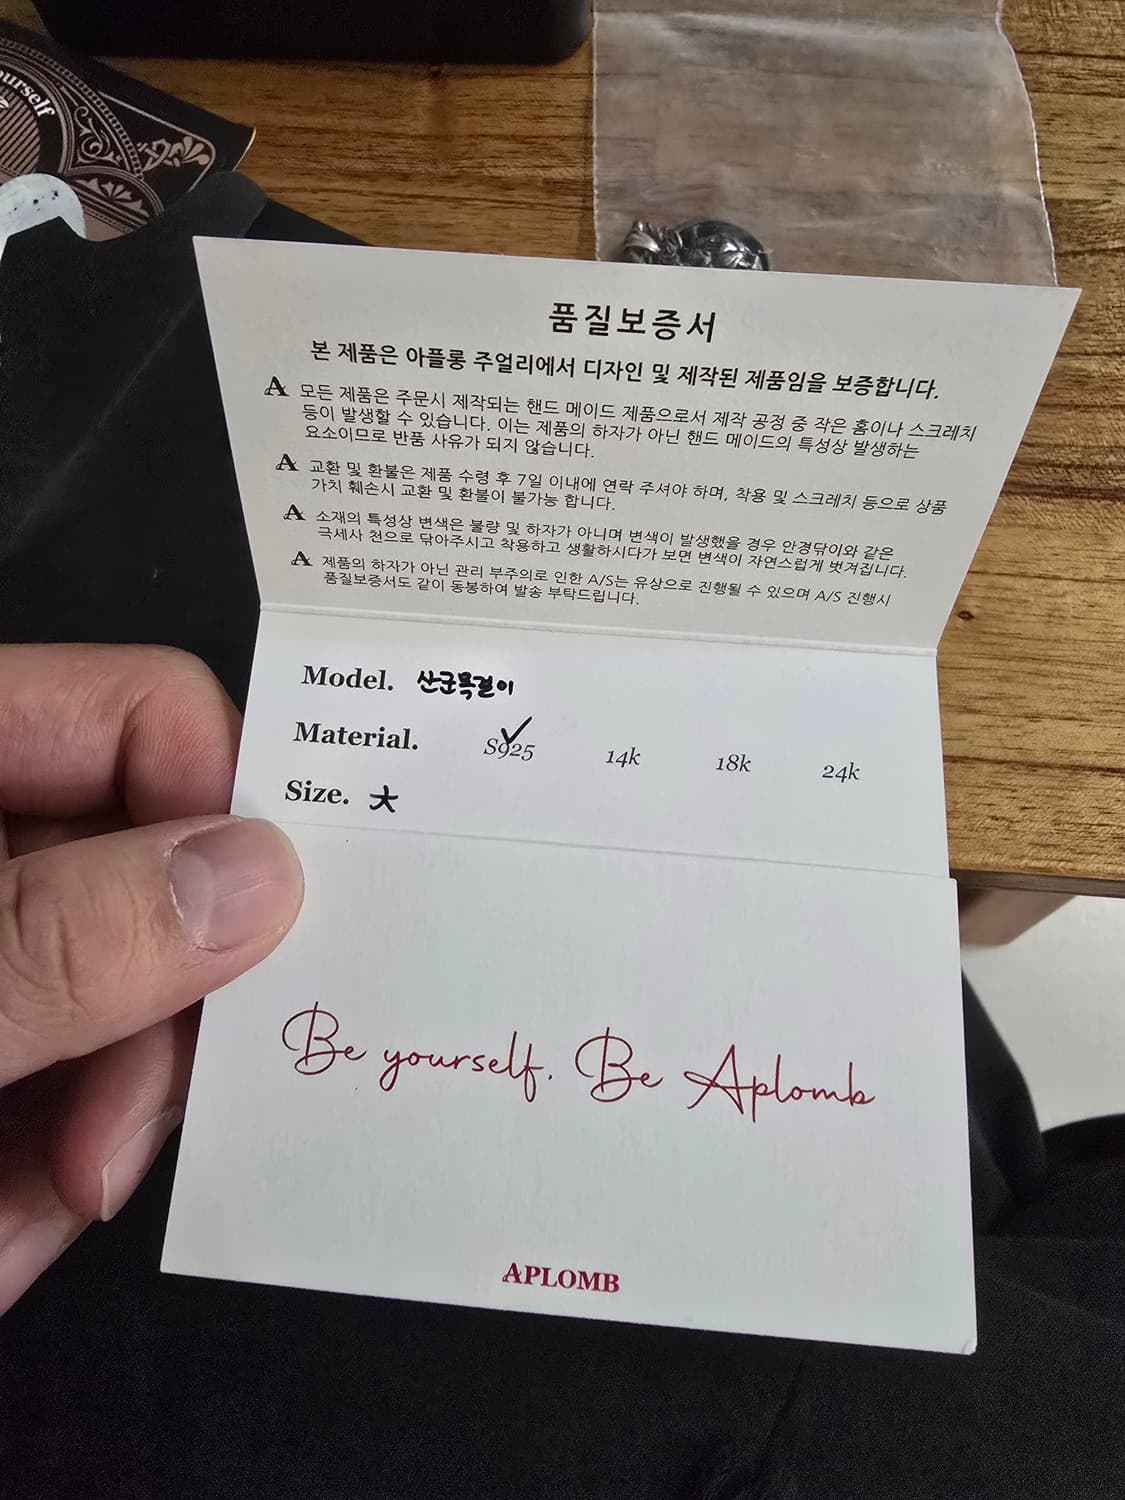 ourself
품질보증서
본 제품은 아플롱 주얼리에서 디자인 및 제작된 제품임을 보증합니다.
A 모든 제품은 주문시 제작되는 핸드 메이드 제품으로서 제작 공정 중 작은 홈이나 스크레치
등이 발생할 수 있습니다. 이는 제품의 하자가 아닌 핸드 메이드의 특성상 발생하는
요소이므로 반품 사유가 되지 않습니다.
A 교환 및 환불은 제품 수령 후 7일 이내에 연락 주셔야 하며, 착용 및 스크레치 등으로 상품
가치 훼손시 교환 및 환불이 불가능 합니다.
A 소재의 특성상 변색은 불량 및 하자가 아니며 변색이 발생했을 경우 안경닦이와 같은
극세사 천으로 닦아주시고 착용하고 생활하시다가 보면 변색이 자연스럽게 벗겨집니다.
A 제품의 하자가 아닌 관리 부주의로 인한 A/S는 유상으로 진행될 수 있으며 A/S 진행시
품질보증서도 같이 동봉하여 발송 부탁드립니다.
Model. 산군목걸이
Material. S925 14k 18k 24k
Size. 大
Be yourself. Be Aplomb
APLOMB